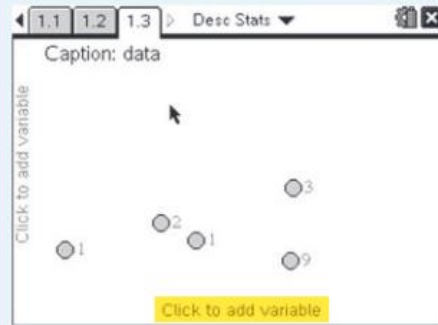 1.1 1.2 1.3 Desc Stats
Caption: data
Click to add variable
3
2
1
1
9
Click to add variable